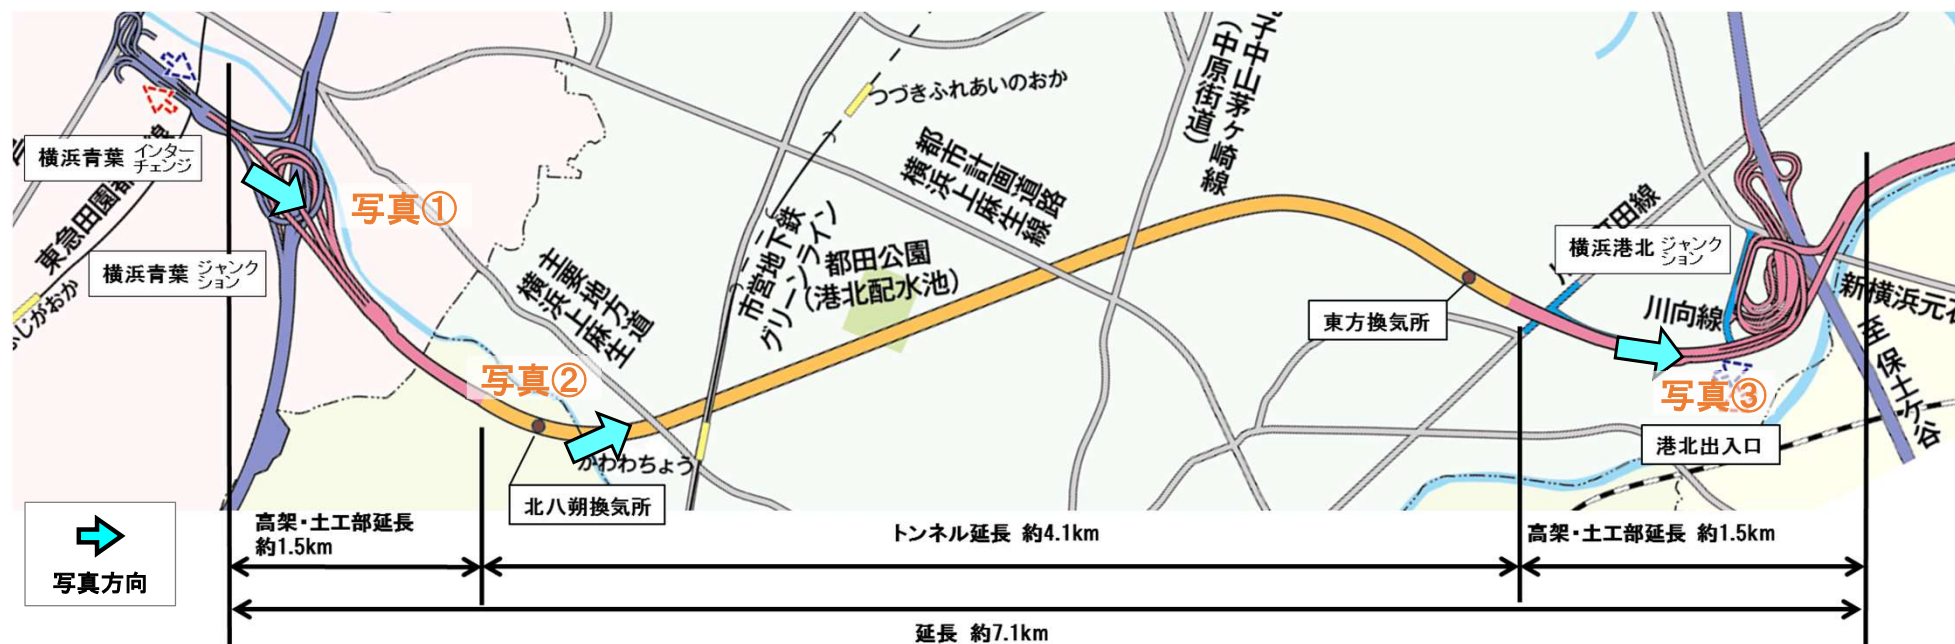 つづきふれあいのおか
子中山茅ヶ崎線
(中原街道)
横浜青葉 インターチェンジ
東急田園都
写真①
横浜青葉 ジャンクション
じがおか
主要地方道
横浜上麻生
市営地下鉄
グリーンライン
都田公園
(港北配水池)
都市計画道路
横浜上麻生線
田線
横浜港北 ジャンクション
川向線
新横浜元石
至 保土ケ谷
東方換気所
写真②
写真③
かわわちょう
港北出入口
北八朔換気所
写真方向
高架・土工部延長
約1.5km
トンネル延長 約4.1km
高架・土工部延長 約1.5km
延長 約7.1km